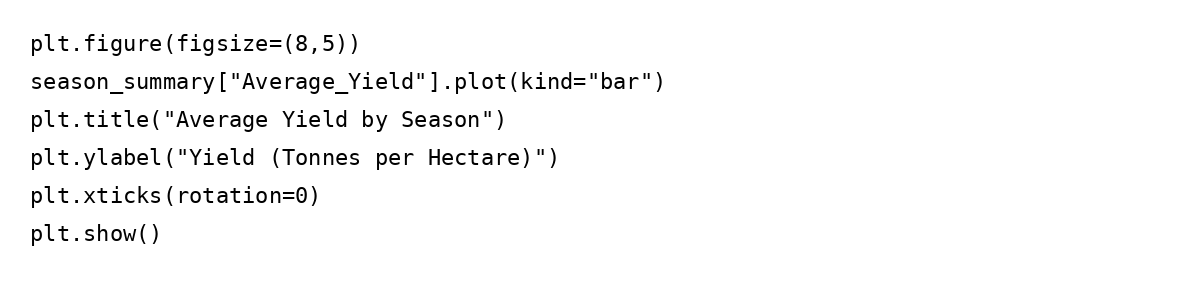 plt.figure(figsize=(8,5))
season_summary["Average_Yield"].plot(kind="bar")
plt.title("Average Yield by Season")
plt.ylabel("Yield (Tonnes per Hectare)")
plt.xticks(rotation=0)
plt.show()